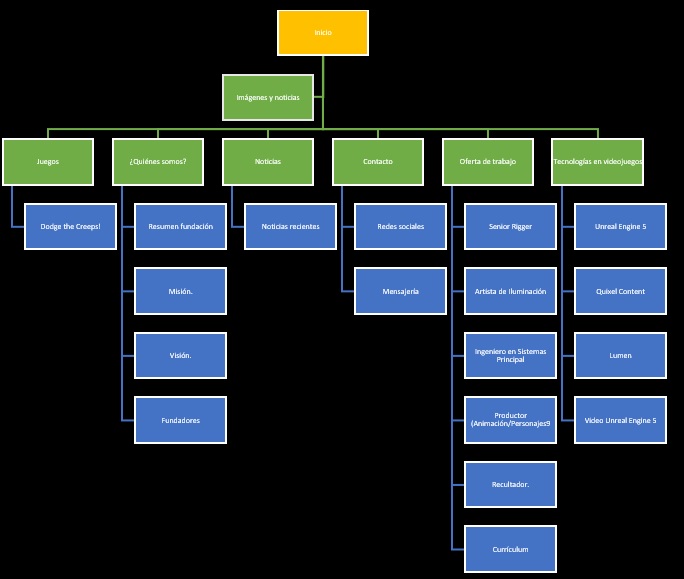 Inicio
Imágenes y noticias
Juegos
¿Quiénes somos?
Noticias
Contacto
Oferta de trabajo
Tecnologías en videojuegos
Dodge the Creeps!
Resumen fundación
Noticias recientes
Redes sociales
Senior Rigger
Unreal Engine 5
Misión.
Mensajería
Artista de Iluminación
Quixel Content
Visión.
Ingeniero en Sistemas
Principal
Lumen
Fundadores
Productor
(Animación/Personajes9
Video Unreal Engine 5
Recultador.
Currículum